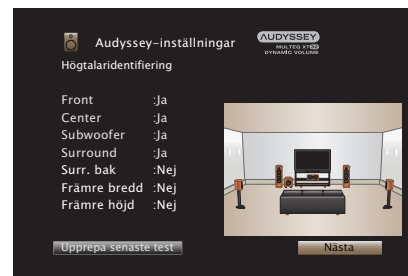 Audyssey-inställningar
AUDYSSEY
MULTEQ XT32
DYNAMIC VOLUME
Högtalaridentifiering
Front :Ja
Center :Ja
Subwoofer :Ja
Surround :Ja
Surr. bak :Nej
Främre bredd :Nej
Främre höjd :Nej
Upprepa senaste test
Nästa